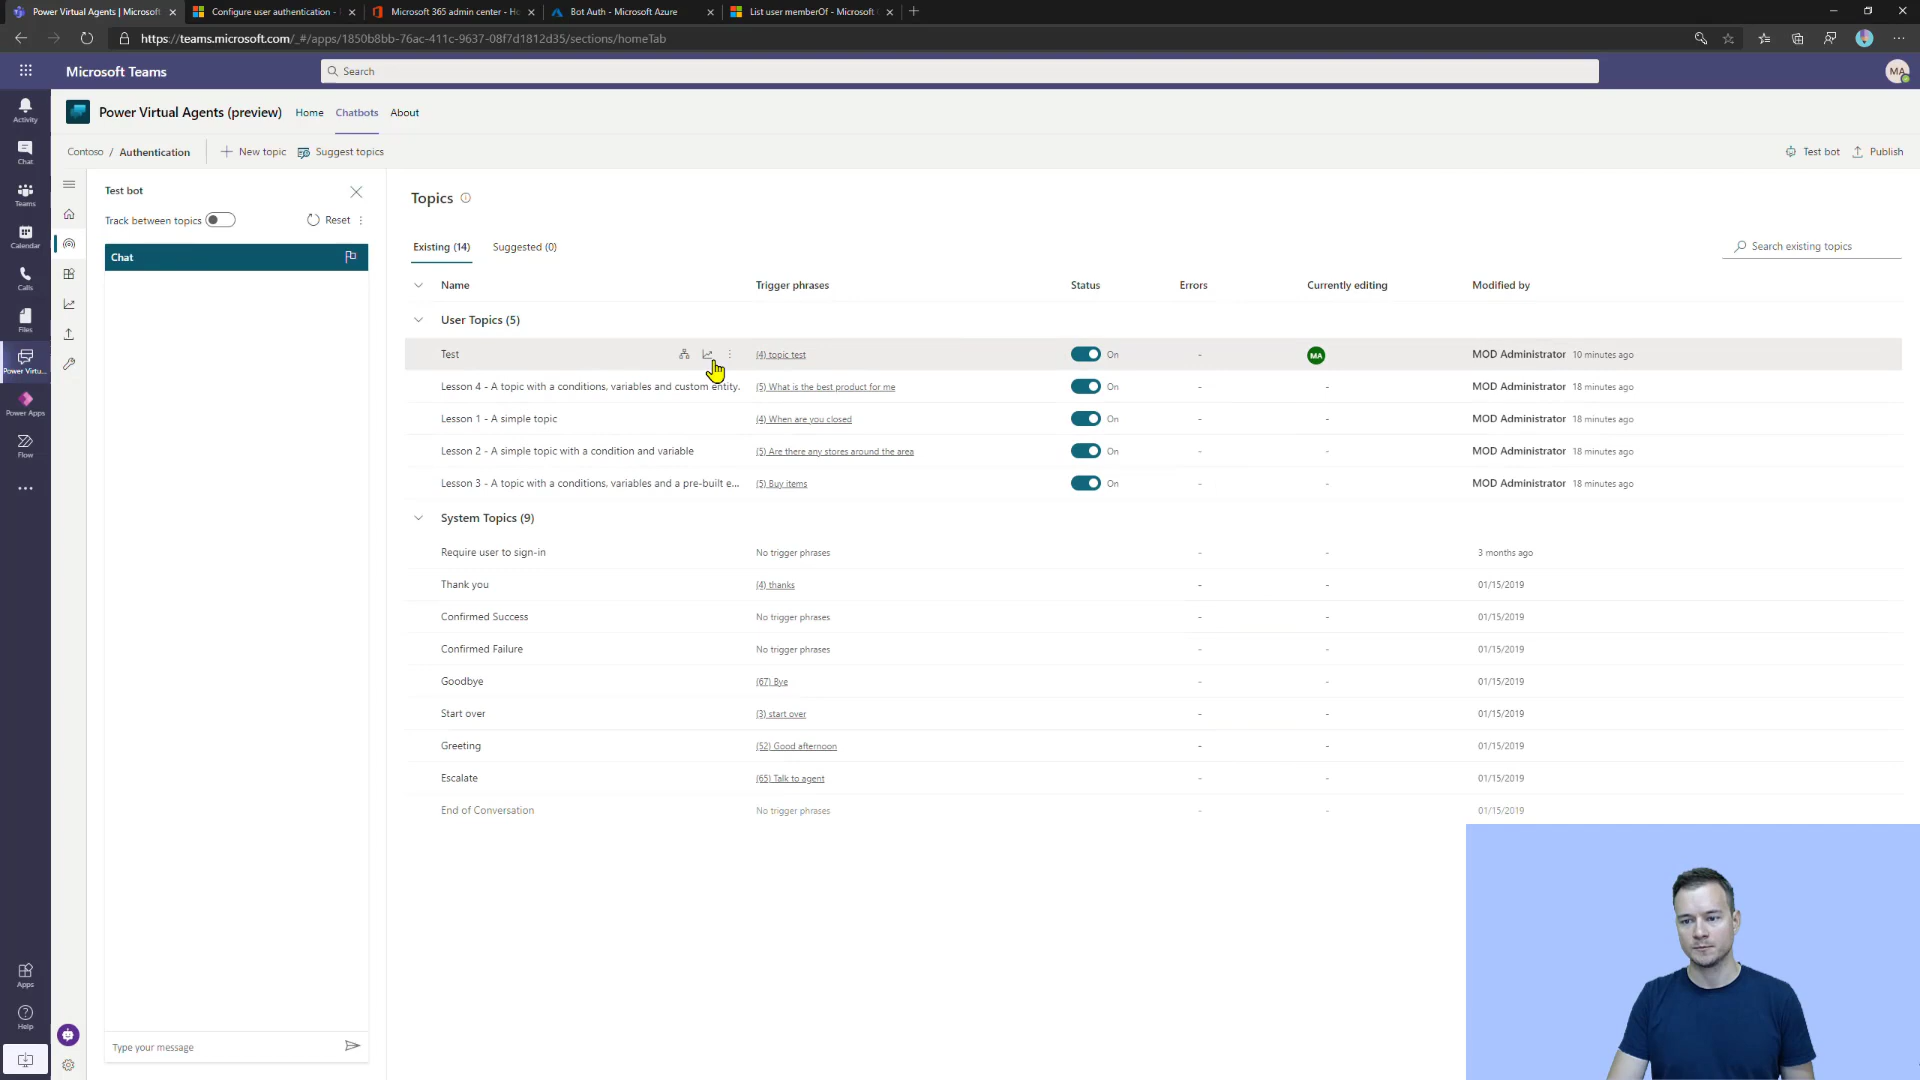 Power Virtual Agents | Microsoft
Configure user authentication -
Microsoft 365 admin center - H
Bot Auth - Microsoft Azure
List user memberOf - Microsoft
https://teams.microsoft.com/_#/apps/1850b8bb-76ac-411c-9637-08f7d1812d35/sections/homeTab
Microsoft Teams
Search
MA
Activity
Chat
Teams
Calendar
Calls
Files
Power Virtu...
Power Apps
Flow
Apps
Help
Power Virtual Agents (preview)
Home
Chatbots
About
Contoso / Authentication
New topic
Suggest topics
Test bot
Publish
Test bot
Track between topics
Reset
Chat
Type your message
Topics
Existing (14)
Suggested (0)
Search existing topics
Name Trigger phrases Status Errors Currently editing Modified by
User Topics (5)
Test (4) topic test On - MA MOD Administrator 10 minutes ago
Lesson 4 - A topic with a conditions, variables and custom entity. (5) What is the best product for me On - - MOD Administrator 18 minutes ago
Lesson 1 - A simple topic (4) When are you closed On - - MOD Administrator 18 minutes ago
Lesson 2 - A simple topic with a condition and variable (5) Are there any stores around the area On - - MOD Administrator 18 minutes ago
Lesson 3 - A topic with a conditions, variables and a pre-built e... (5) Buy items On - - MOD Administrator 18 minutes ago
System Topics (9)
Require user to sign-in No trigger phrases - - 3 months ago
Thank you (4) thanks - - 01/15/2019
Confirmed Success No trigger phrases - - 01/15/2019
Confirmed Failure No trigger phrases - - 01/15/2019
Goodbye (67) Bye - - 01/15/2019
Start over (3) start over - - 01/15/2019
Greeting (52) Good afternoon - - 01/15/2019
Escalate (65) Talk to agent - - 01/15/2019
End of Conversation No trigger phrases - - 01/15/2019